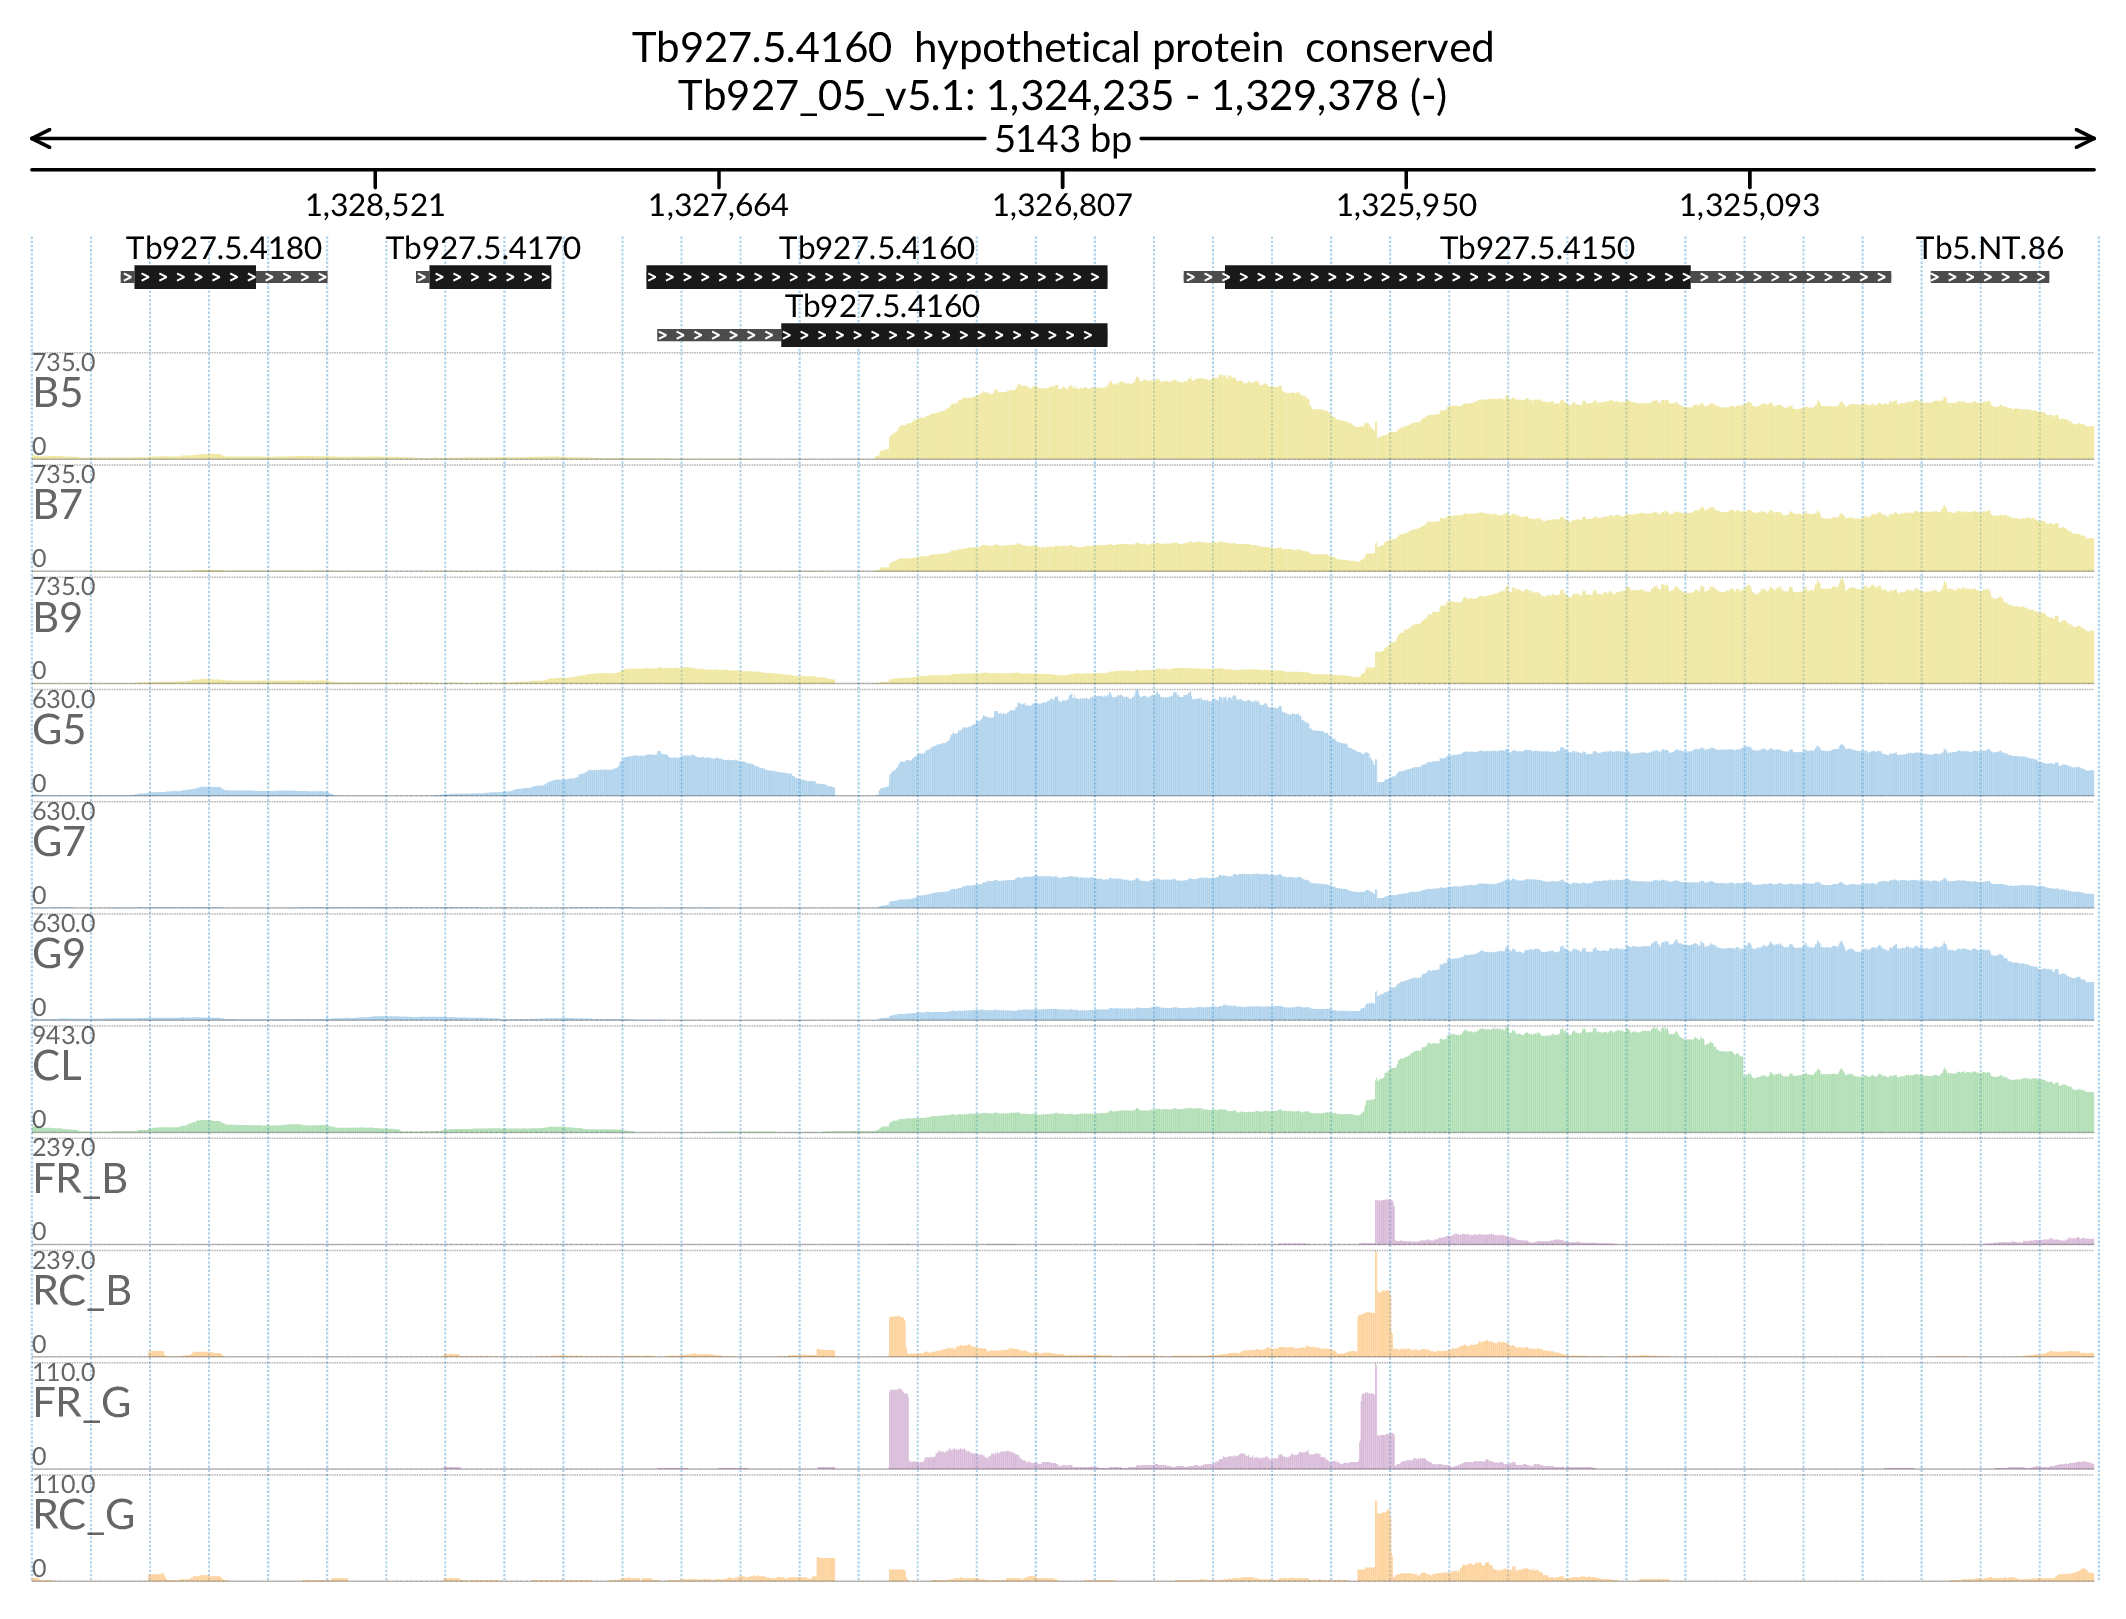 Tb927.5.4160 hypothetical protein conserved
Tb927_05_v5.1: 1,324,235 - 1,329,378 (-)
5143 bp
1,328,521 1,327,664 1,326,807 1,325,950 1,325,093
Tb927.5.4180 Tb927.5.4170 Tb927.5.4160 Tb927.5.4150 Tb5.NT.86
Tb927.5.4160
735.0
B5
0
735.0
B7
0
735.0
B9
0
630.0
G5
0
630.0
G7
0
630.0
G9
0
943.0
CL
0
239.0
FR_B
0
239.0
RC_B
0
110.0
FR_G
0
110.0
RC_G
0